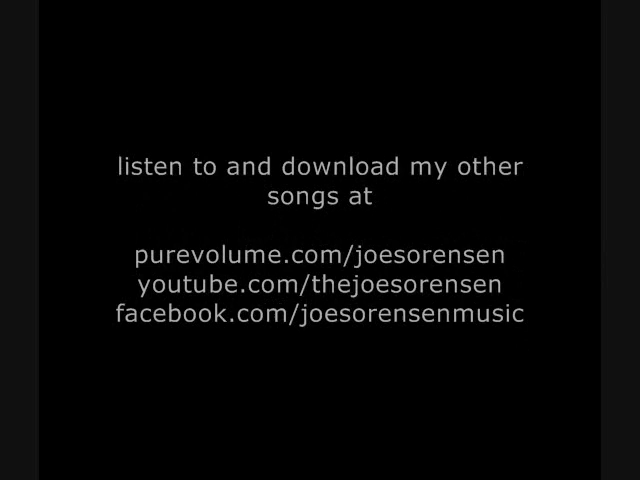 listen to and download my other
songs at
purevolume.com/joesorensen
youtube.com/thejoesorensen
facebook.com/joesorensenmusic